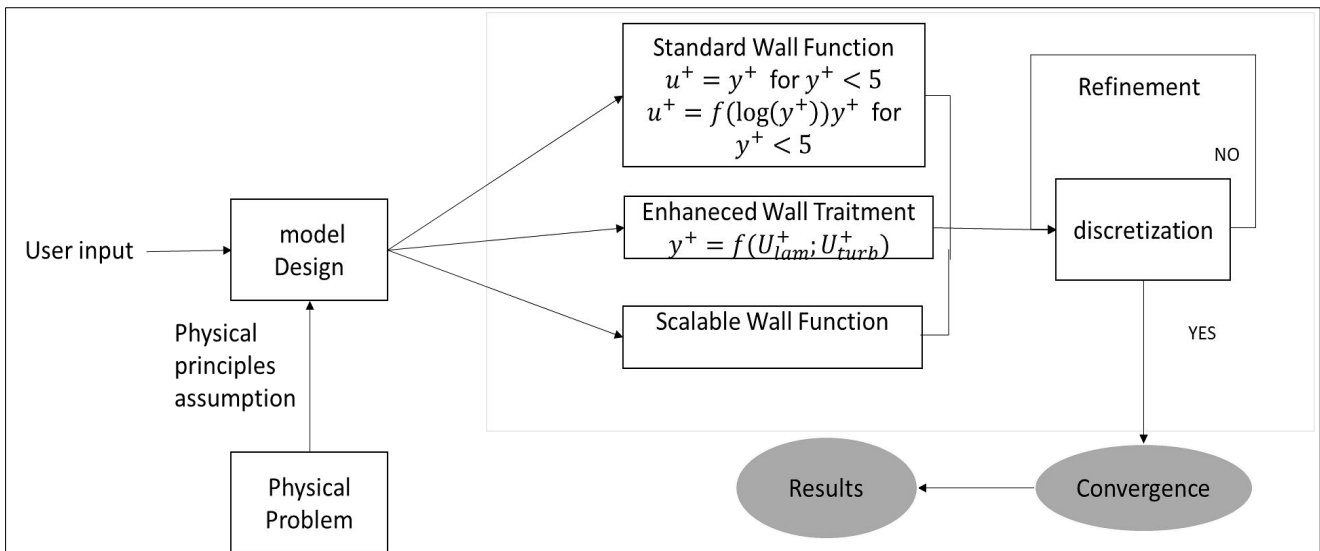 User input
model
Design
Physical
principles
assumption
Physical
Problem
Standard Wall Function
u⁺ = y⁺ for y⁺ < 5
u⁺ = f(log(y⁺))y⁺ for
y⁺ < 5
Enhaneced Wall Traitment
y⁺ = f(U⁺lam; U⁺turb)
Scalable Wall Function
Refinement
NO
discretization
YES
Convergence
Results